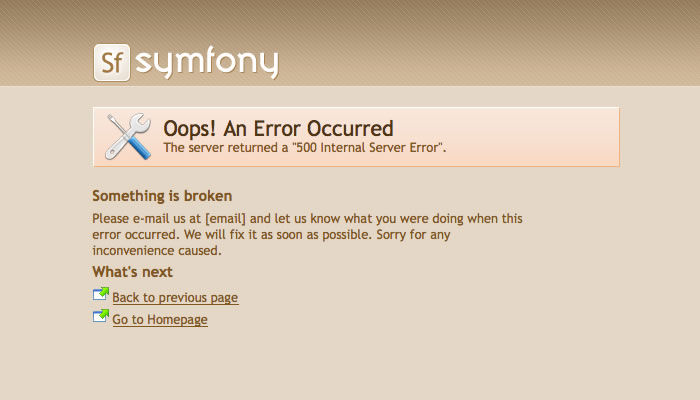 Sf symfony
Oops! An Error Occurred
The server returned a "500 Internal Server Error".
Something is broken
Please e-mail us at [email] and let us know what you were doing when this
error occurred. We will fix it as soon as possible. Sorry for any
inconvenience caused.
What's next
Back to previous page
Go to Homepage